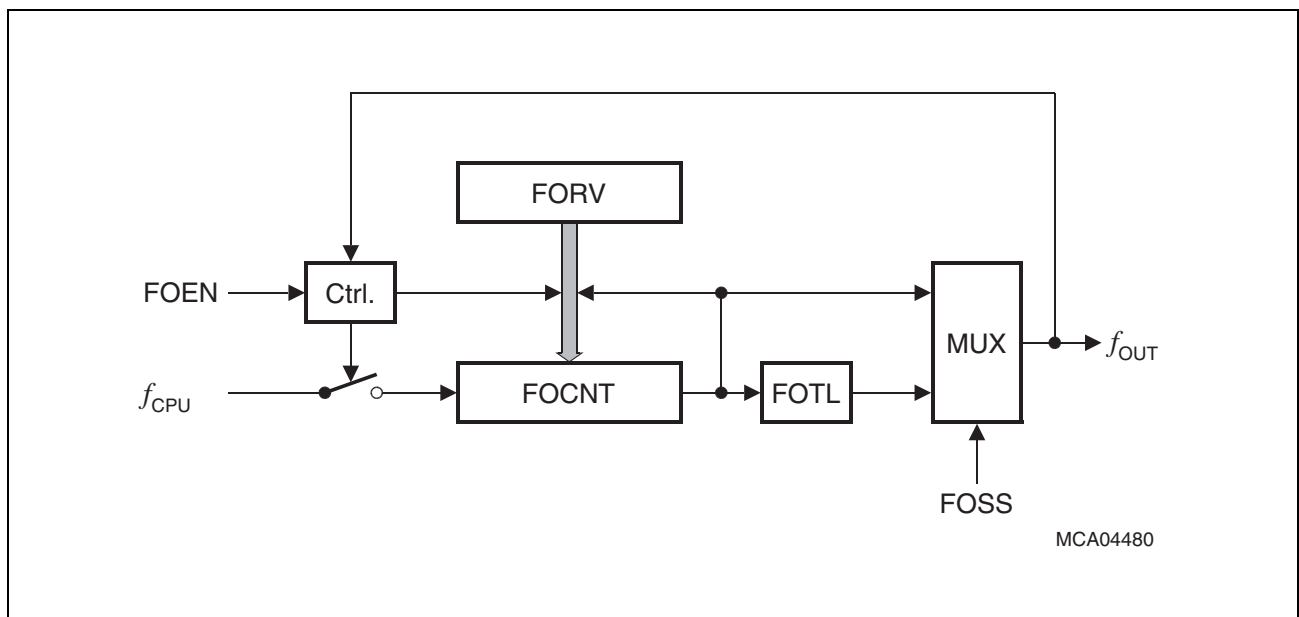 FORV
FOEN
Ctrl.
MUX
fOUT
fCPU
FOCNT
FOTL
FOSS
MCA04480